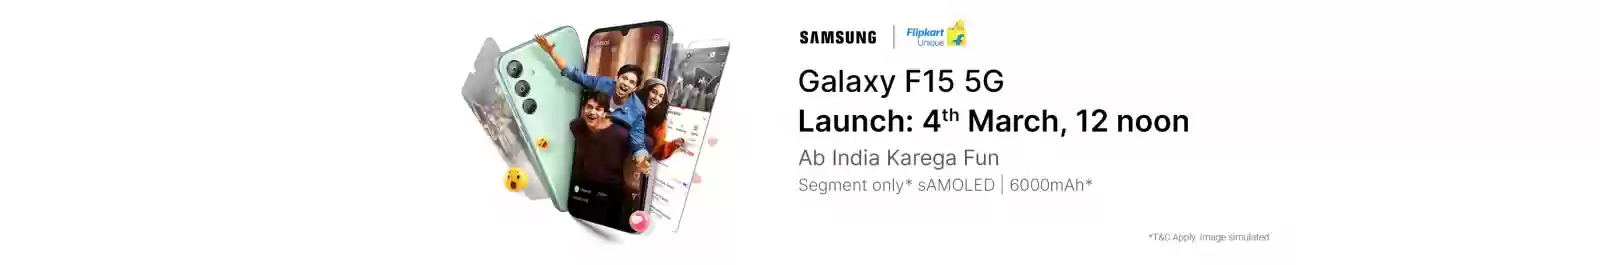 SAMSUNG
Flipkart
Unique
Galaxy F15 5G
Launch: 4th March, 12 noon
Ab India Karega Fun
Segment only* sAMOLED | 6000mAh*
*T&C Apply. Image simulated